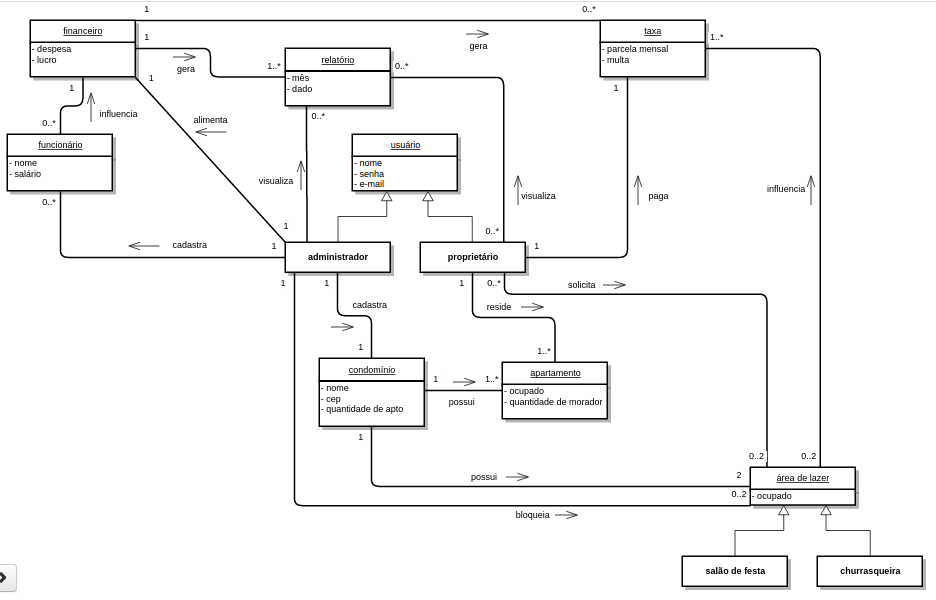 1
0..*
financeiro
- despesa
- lucro
taxa
- parcela mensal
- multa
1
gera
1..*
relatório
- mês
- dado
0..*
gera
1..*
1
1
1
influencia
0..*
alimenta
0..*
funcionário
- nome
- salário
0..*
usuário
- nome
- senha
- e-mail
visualiza
visualiza
paga
influencia
1
0..*
cadastra
1
administrador
proprietário
1
1
1
1
0..*
solicita
cadastra
reside
1
1..*
condomínio
- nome
- cep
- quantidade de apto
1
possui
1..*
apartamento
- ocupado
- quantidade de morador
1
0..2
0..2
possui
2
0..2
área de lazer
- ocupado
bloqueia
salão de festa
churrasqueira